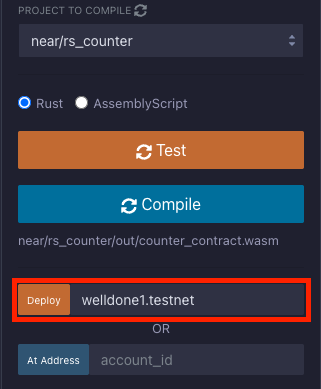 PROJECT TO COMPILE
near/rs_counter
Rust AssemblyScript
Test
Compile
near/rs_counter/out/counter_contract.wasm
Deploy welldone1.testnet
OR
At Address account_id